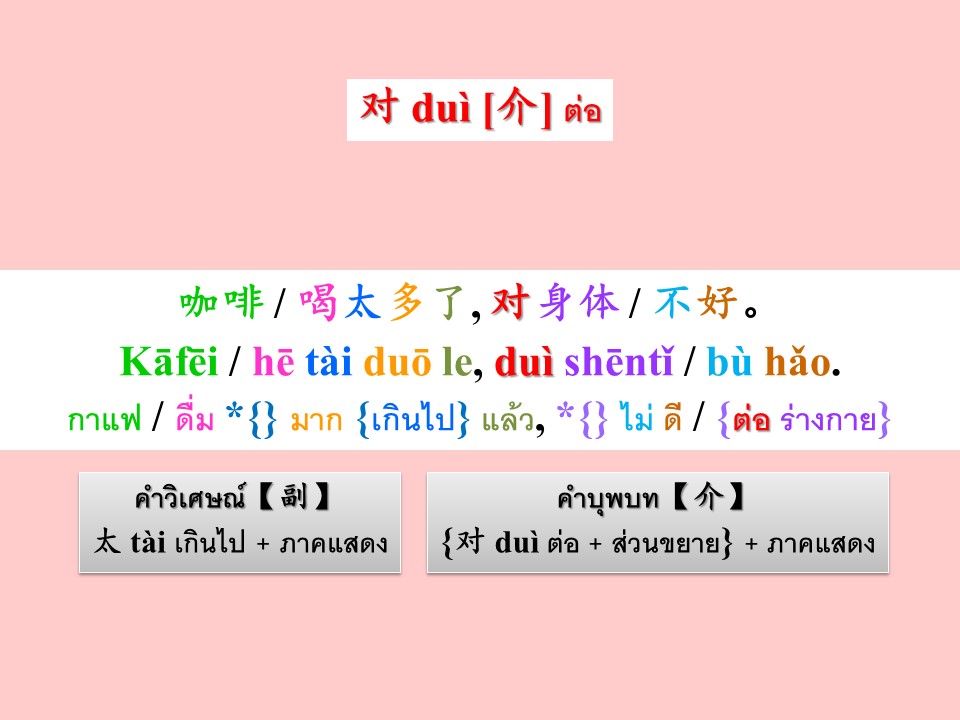 对 duì [介] ต่อ
咖啡 / 喝太多了, 对身体 / 不好。
Kāfēi / hē tài duō le, duì shēntǐ / bù hǎo.
กาแฟ / ดื่ม *{} มาก {เกินไป} แล้ว, *{} ไม่ ดี / {ต่อ ร่างกาย}
คำวิเศษณ์【副】
太 tài เกินไป + ภาคแสดง
คำบุพบท【介】
{对 duì ต่อ + ส่วนขยาย} + ภาคแสดง